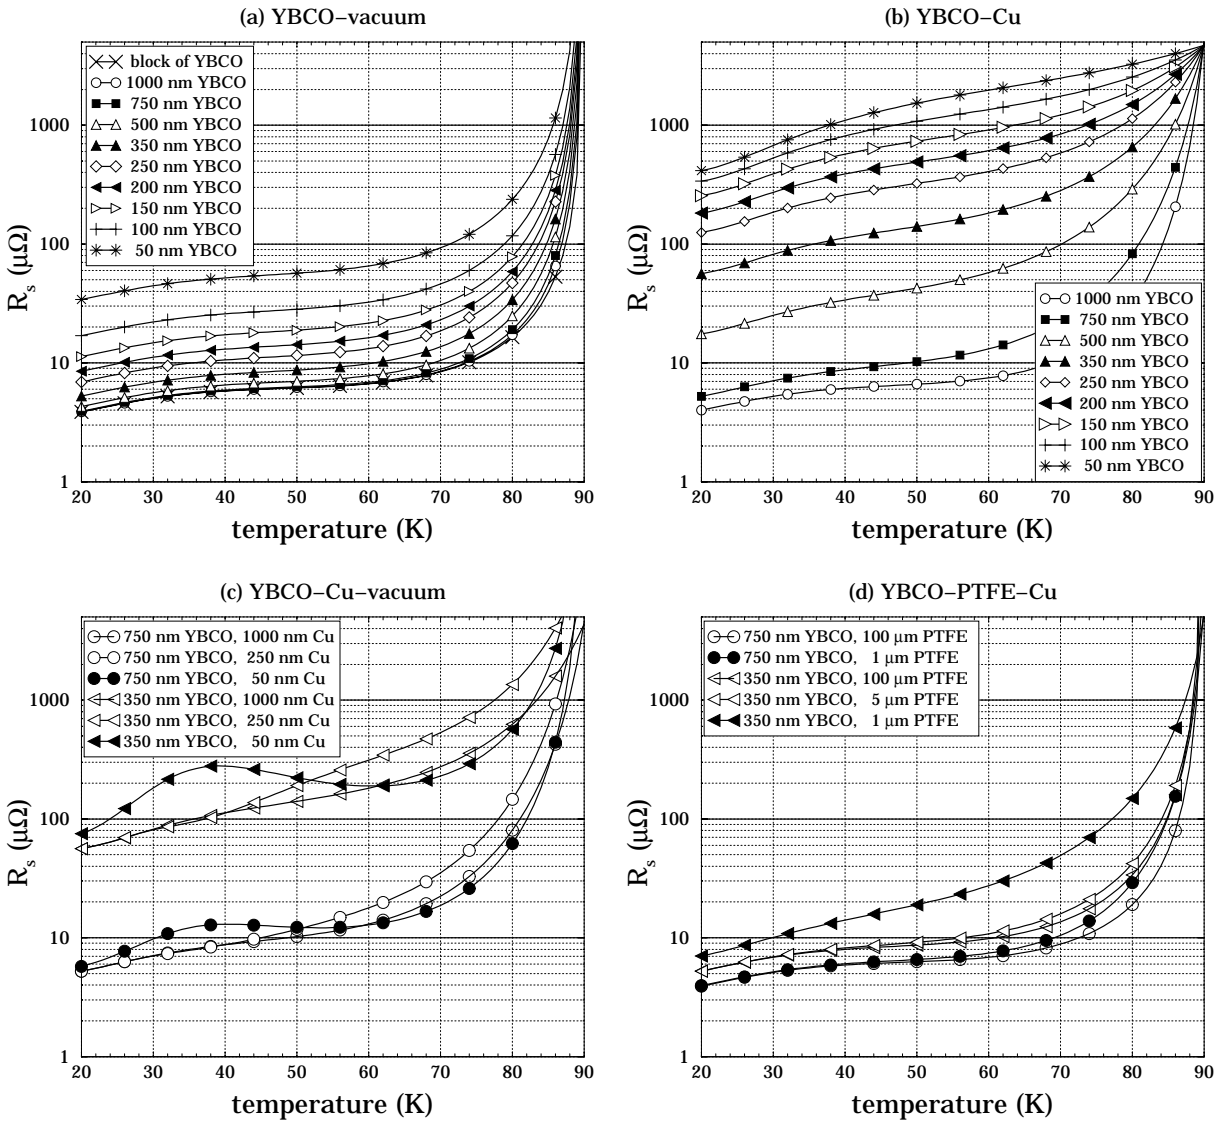 (a) YBCO–vacuum
block of YBCO
1000 nm YBCO
750 nm YBCO
500 nm YBCO
350 nm YBCO
250 nm YBCO
200 nm YBCO
150 nm YBCO
100 nm YBCO
50 nm YBCO
1000
100
10
1
R_s (μΩ)
20 30 40 50 60 70 80 90
temperature (K)
(b) YBCO–Cu
1000 nm YBCO
750 nm YBCO
500 nm YBCO
350 nm YBCO
250 nm YBCO
200 nm YBCO
150 nm YBCO
100 nm YBCO
50 nm YBCO
1000
100
10
1
R_s (μΩ)
20 30 40 50 60 70 80 90
temperature (K)
(c) YBCO–Cu–vacuum
750 nm YBCO, 1000 nm Cu
750 nm YBCO, 250 nm Cu
750 nm YBCO, 50 nm Cu
350 nm YBCO, 1000 nm Cu
350 nm YBCO, 250 nm Cu
350 nm YBCO, 50 nm Cu
1000
100
10
1
R_s (μΩ)
20 30 40 50 60 70 80 90
temperature (K)
(d) YBCO–PTFE–Cu
750 nm YBCO, 100 μm PTFE
750 nm YBCO, 1 μm PTFE
350 nm YBCO, 100 μm PTFE
350 nm YBCO, 5 μm PTFE
350 nm YBCO, 1 μm PTFE
1000
100
10
1
R_s (μΩ)
20 30 40 50 60 70 80 90
temperature (K)